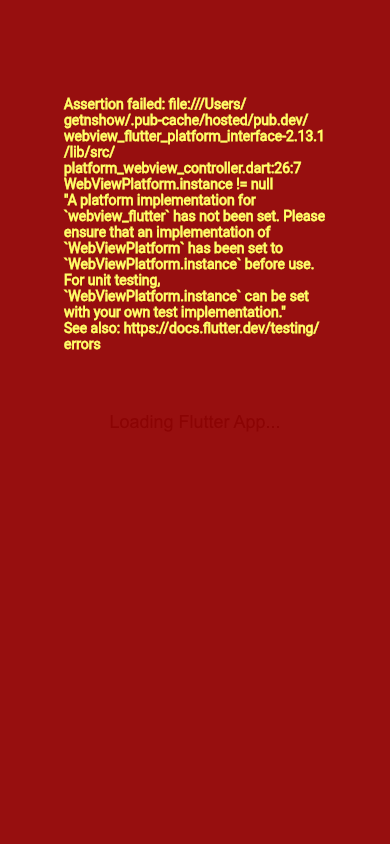 Assertion failed: file:///Users/
getnshow/.pub-cache/hosted/pub.dev/
webview_flutter_platform_interface-2.13.1
/lib/src/
platform_webview_controller.dart:26:7
WebViewPlatform.instance != null
"A platform implementation for
`webview_flutter` has not been set. Please
ensure that an implementation of
`WebViewPlatform` has been set to
`WebViewPlatform.instance` before use.
For unit testing,
`WebViewPlatform.instance` can be set
with your own test implementation."
See also: https://docs.flutter.dev/testing/
errors
Loading Flutter App...